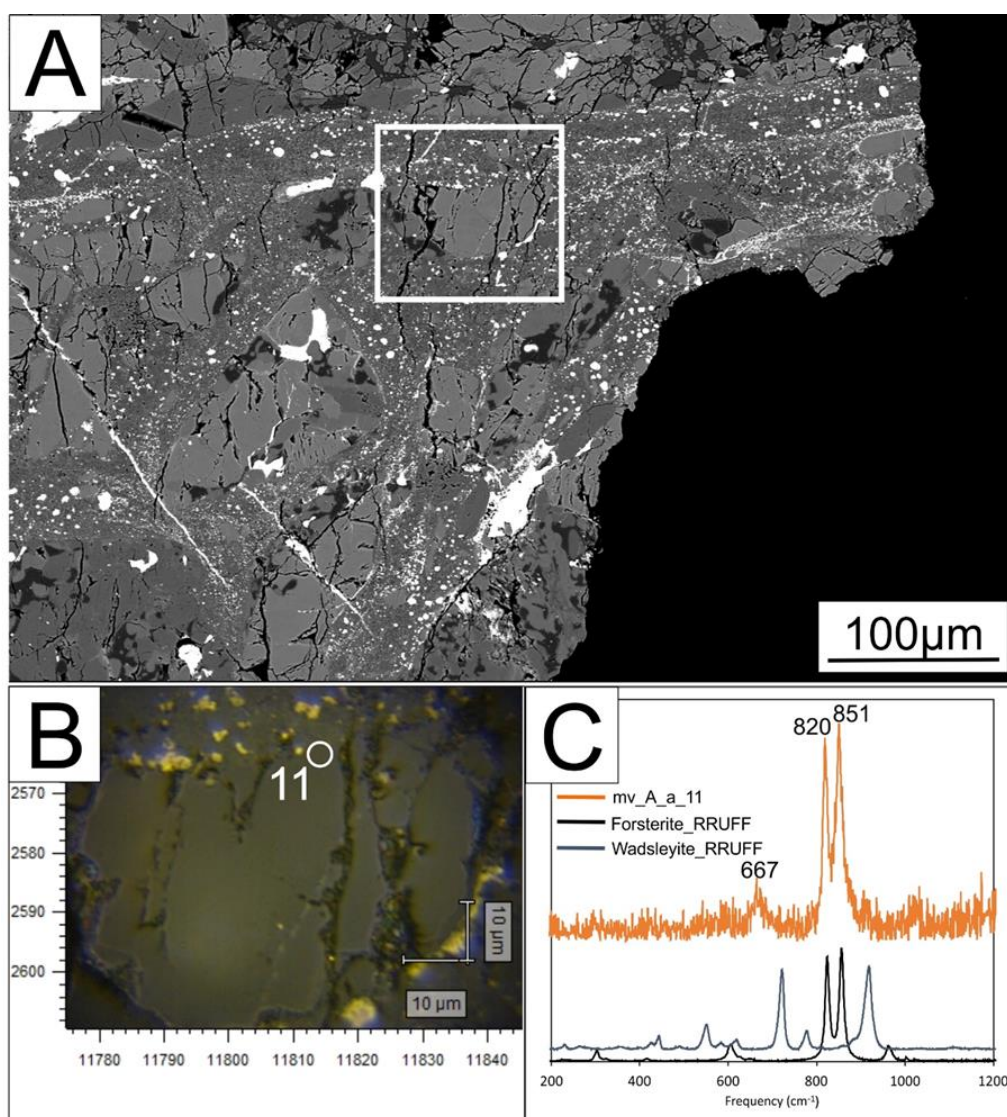 A
100µm
B
11
2570
2580
2590
2600
10 µm
10 µm
11780 11790 11800 11810 11820 11830 11840
C
820 851
mv_A_a_11
Forsterite_RRUFF
Wadsleyite_RRUFF
667
200 400 600 800 1000 1200
Frequency (cm⁻¹)